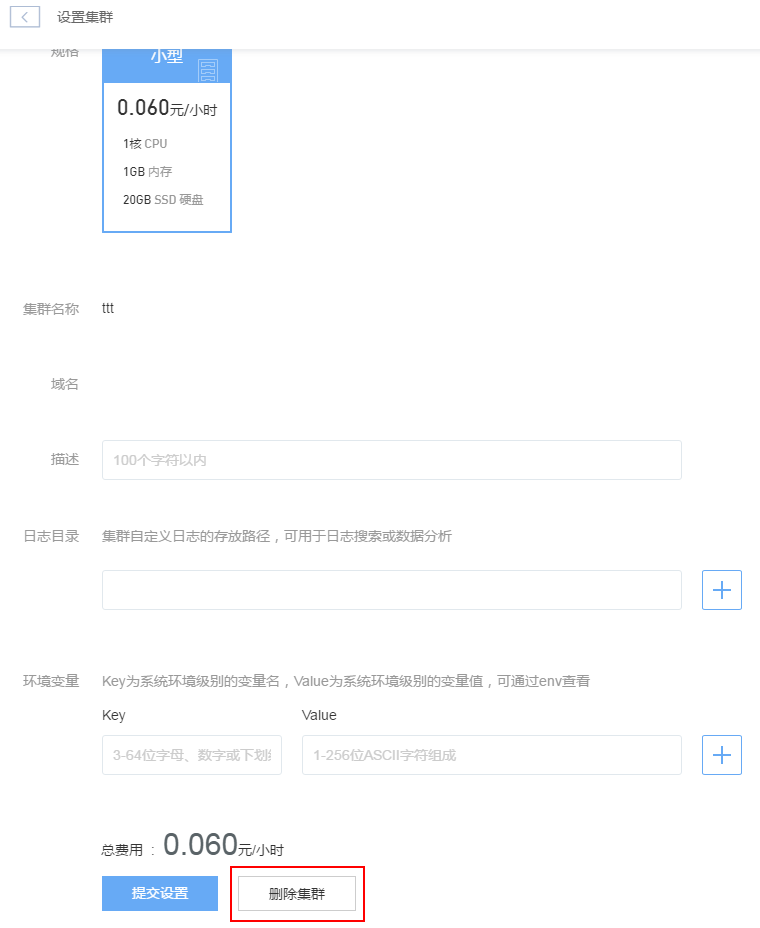 设置集群
规格
小型
0.060元/小时
1核 CPU
1GB 内存
20GB SSD 硬盘
集群名称 ttt
域名
描述 100个字符以内
日志目录 集群自定义日志的存放路径，可用于日志搜索或数据分析
环境变量 Key为系统环境级别的变量名，Value为系统环境级别的变量值，可通过env查看
Key Value
3-64位字母、数字或下划 1-256位ASCII字符组成
总费用 : 0.060元/小时
提交设置 删除集群